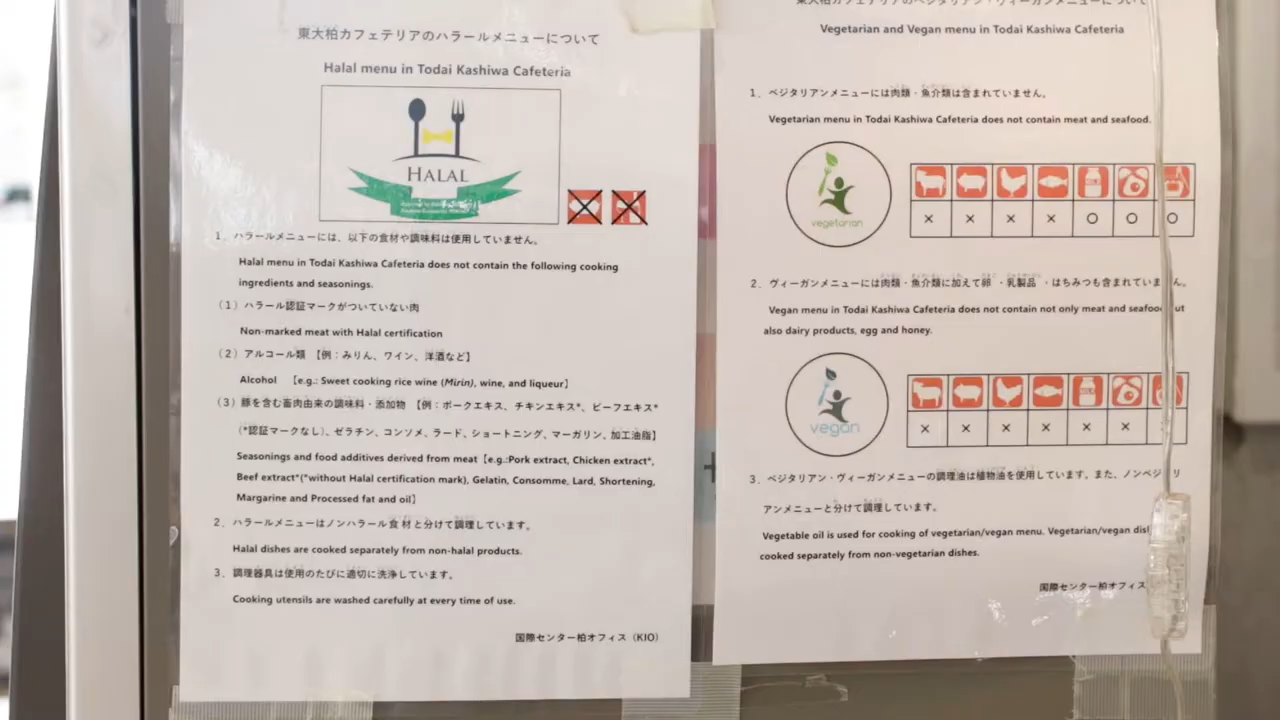 東大柏カフェテリアのハラールメニューについて
Halal menu in Todai Kashiwa Cafeteria
HALAL
1. ハラールメニューには、以下の食材や調味料は使用していません。
Halal menu in Todai Kashiwa Cafeteria does not contain the following cooking
ingredients and seasonings.
(1) ハラール認証マークがついていない肉
Non-marked meat with Halal certification
(2) アルコール類 【例：みりん、ワイン、洋酒など】
Alcohol 【e.g.: Sweet cooking rice wine (Mirin), wine, and liqueur】
(3) 豚を含む畜肉由来の調味料・添加物 【例：ポークエキス、チキンエキス*、ビーフエキス*
(*認証マークなし)、ゼラチン、コンソメ、ラード、ショートニング、マーガリン、加工油脂】
Seasonings and food additives derived from meat【e.g.:Pork extract, Chicken extract*,
Beef extract*(*without Halal certification mark), Gelatin, Consomme, Lard, Shortening,
Margarine and Processed fat and oil】
2. ハラールメニューはノンハラール食材と分けて調理しています。
Halal dishes are cooked separately from non-halal products.
3. 調理器具は使用のたびに適切に洗浄しています。
Cooking utensils are washed carefully at every time of use.
国際センター柏オフィス（KIO）
東大柏カフェテリアのベジタリアン・ヴィーガンメニューについて
Vegetarian and Vegan menu in Todai Kashiwa Cafeteria
1. ベジタリアンメニューには肉類・魚介類は含まれていません。
Vegetarian menu in Todai Kashiwa Cafeteria does not contain meat and seafood.
vegetarian
× × × × ○ ○ ○
2. ヴィーガンメニューには肉類・魚介類に加えて卵・乳製品・はちみつも含まれていません。
Vegan menu in Todai Kashiwa Cafeteria does not contain not only meat and seafood ut
also dairy products, egg and honey.
vegan
× × × × × ×
3. ベジタリアン・ヴィーガンメニューの調理油は植物油を使用しています。また、ノンベジ リ
アンメニューと分けて調理しています。
Vegetable oil is used for cooking of vegetarian/vegan menu. Vegetarian/vegan
cooked separately from non-vegetarian dishes.
国際センター柏オフィス